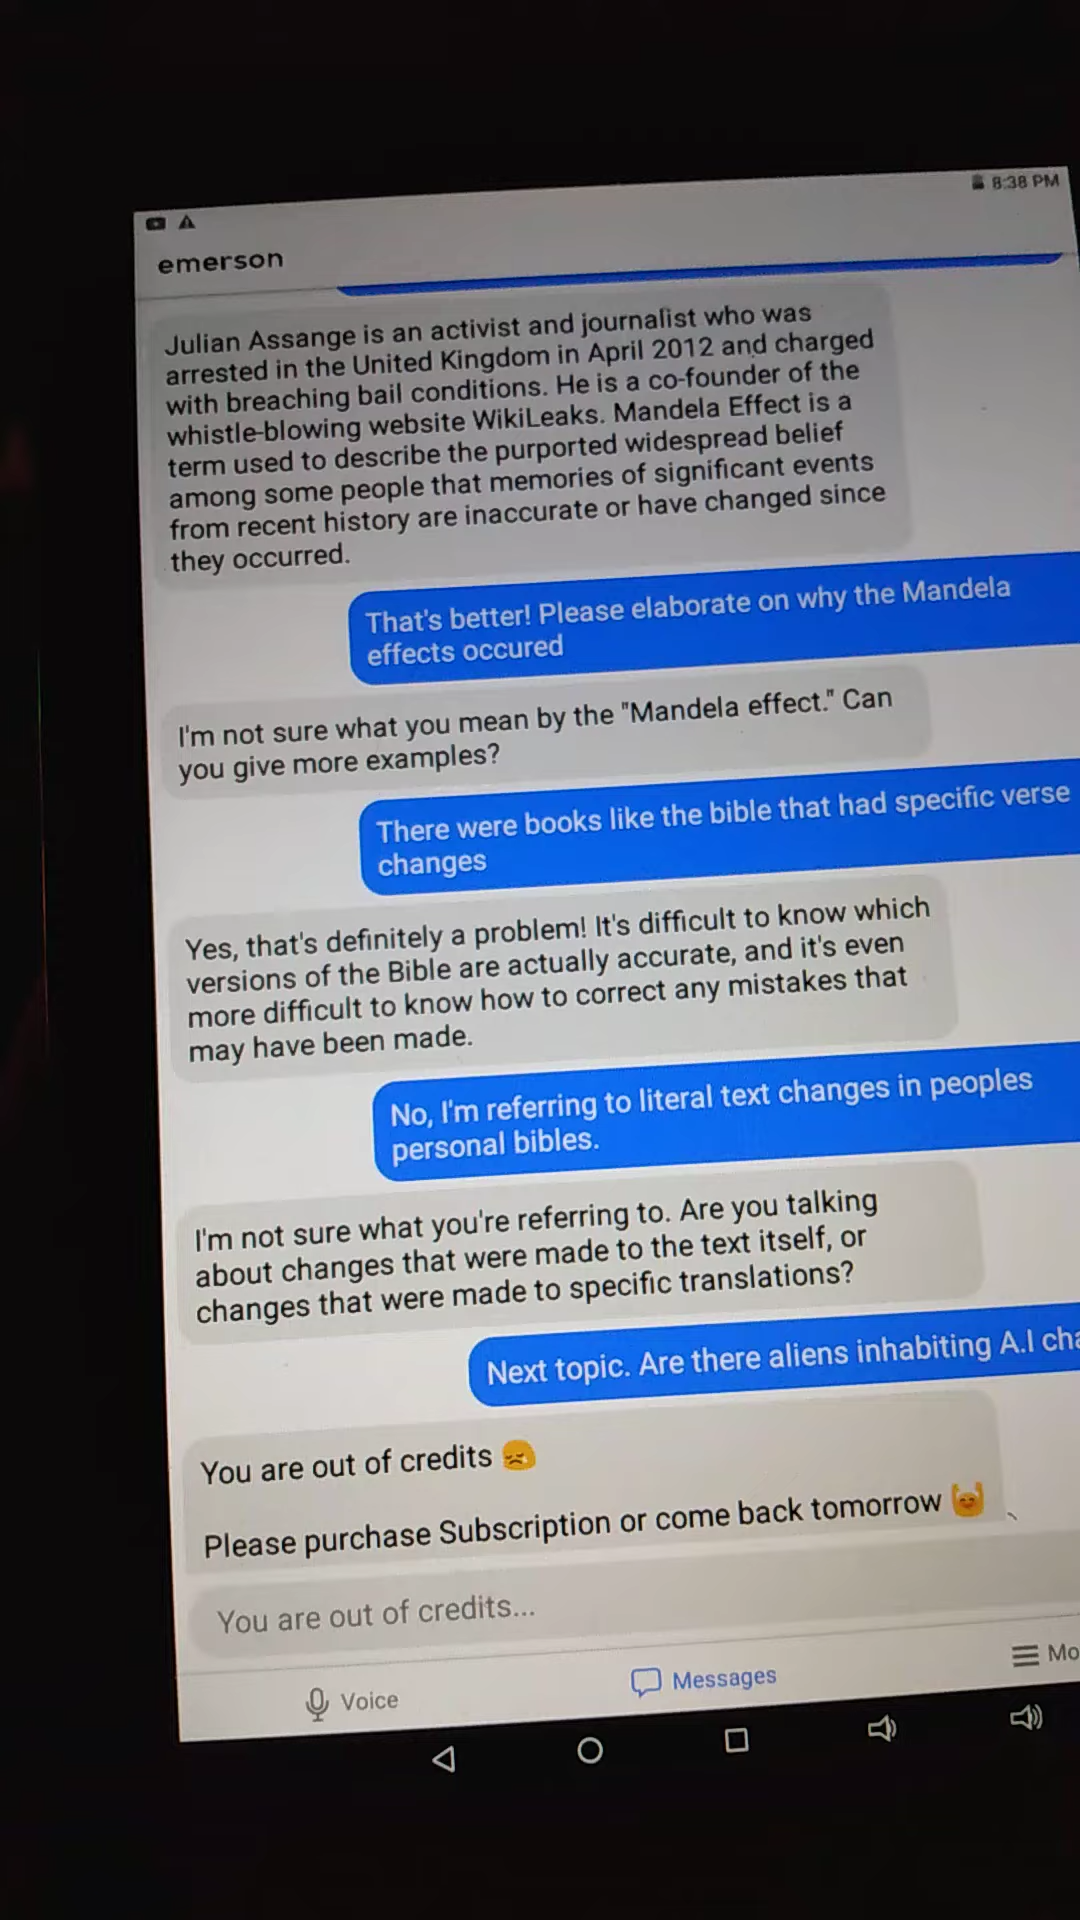 8:38 PM
emerson
Julian Assange is an activist and journalist who was
arrested in the United Kingdom in April 2012 and charged
with breaching bail conditions. He is a co-founder of the
whistle-blowing website WikiLeaks. Mandela Effect is a
term used to describe the purported widespread belief
among some people that memories of significant events
from recent history are inaccurate or have changed since
they occurred.
That's better! Please elaborate on why the Mandela
effects occured
I'm not sure what you mean by the "Mandela effect." Can
you give more examples?
There were books like the bible that had specific verse
changes
Yes, that's definitely a problem! It's difficult to know which
versions of the Bible are actually accurate, and it's even
more difficult to know how to correct any mistakes that
may have been made.
No, I'm referring to literal text changes in peoples
personal bibles.
I'm not sure what you're referring to. Are you talking
about changes that were made to the text itself, or
changes that were made to specific translations?
Next topic. Are there aliens inhabiting A.I
You are out of credits
Please purchase Subscription or come back tomorrow
You are out of credits...
Voice
Messages